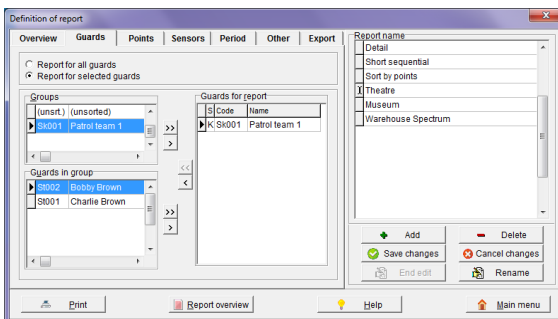 Definition of report
Overview Guards Points Sensors Period Other Export
Report for all guards
Report for selected guards
Groups
(unsrt.) (unsorted)
Sk001 Patrol team 1
>>
>
Guards in group
St002 Bobby Brown
St001 Charlie Brown
>>
>
<<
<
Guards for report
S Code Name
K Sk001 Patrol team 1
Report name
Detail
Short sequential
Sort by points
Theatre
Museum
Warehouse Spectrum
Add Delete
Save changes Cancel changes
End edit Rename
Print Report overview Help Main menu